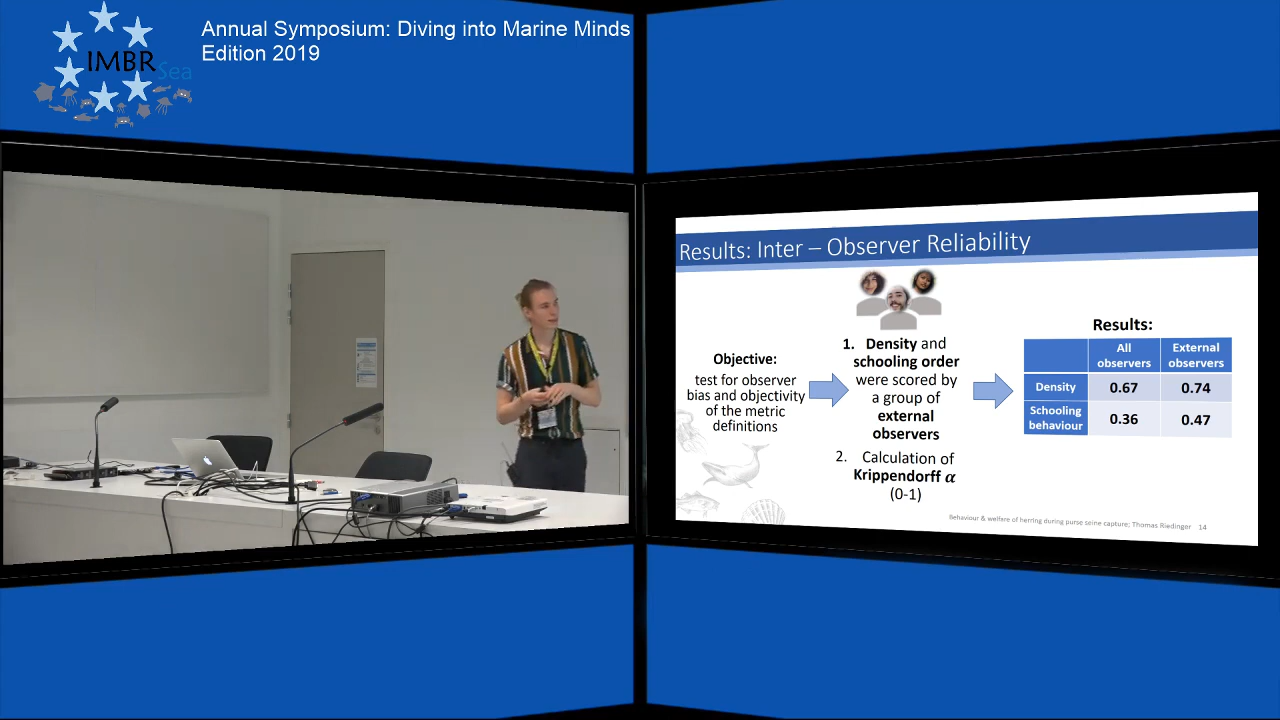 Annual Symposium: Diving into Marine Minds
Edition 2019
IMBRSea
Results: Inter – Observer Reliability
Objective:
test for observer
bias and objectivity
of the metric
definitions
1. Density and
schooling order
were scored by
a group of
external
observers
2. Calculation of
Krippendorff α
(0-1)
Results:
All observers External observers
Density 0.67 0.74
Schooling behaviour 0.36 0.47
Behaviour & welfare of herring during purse seine capture; Thomas Riedinger 14